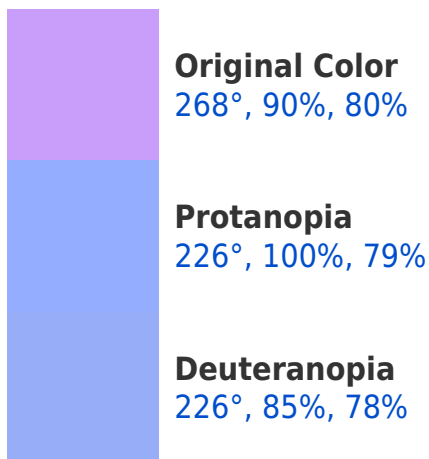 Original Color
268°, 90%, 80%
Protanopia
226°, 100%, 79%
Deuteranopia
226°, 85%, 78%